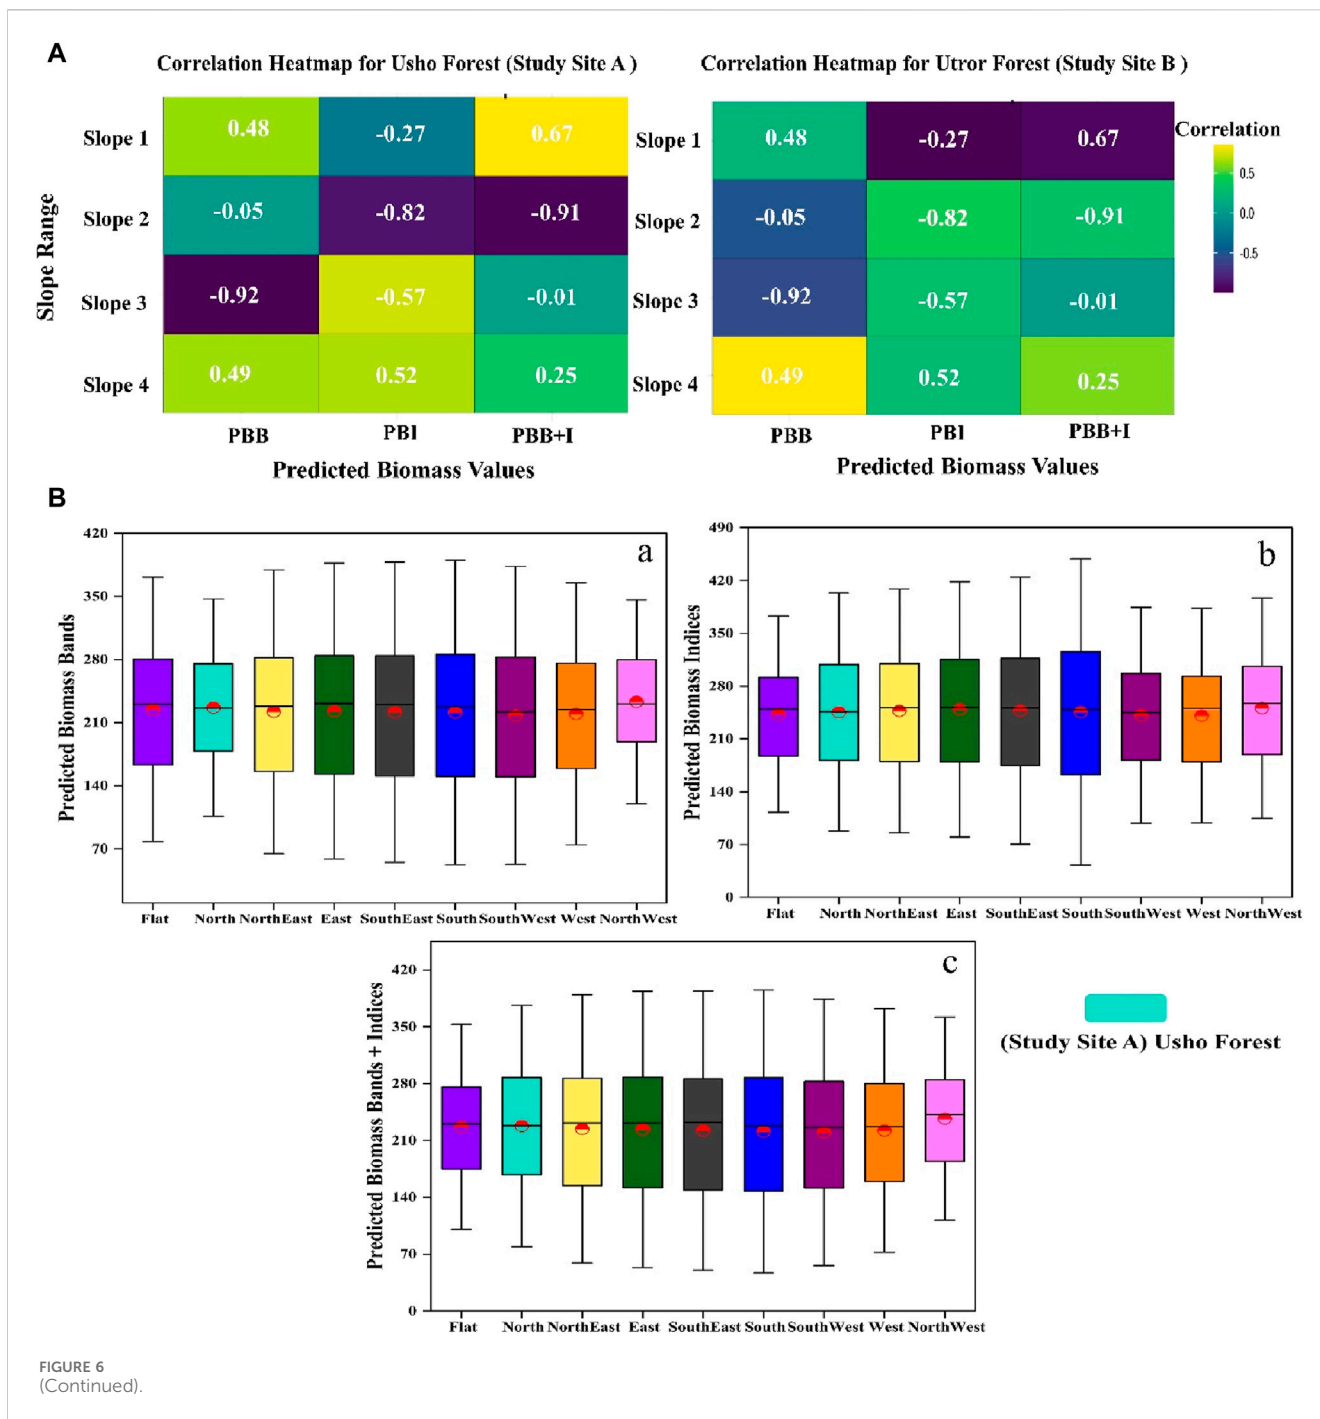 A
Correlation Heatmap for Usho Forest (Study Site A )
Slope Range
Slope 1
0.48
-0.27
0.67
Slope 2
-0.05
-0.82
-0.91
Slope 3
-0.92
-0.57
-0.01
Slope 4
0.49
0.52
0.25
PBB
PBI
PBB+I
Predicted Biomass Values
Correlation Heatmap for Utror Forest (Study Site B )
Slope 1
0.48
-0.27
0.67
Slope 2
-0.05
-0.82
-0.91
Slope 3
-0.92
-0.57
-0.01
Slope 4
0.49
0.52
0.25
PBB
PBI
PBB+I
Predicted Biomass Values
Correlation
0.5
0.0
-0.5
B
a
Predicted Biomass Bands
420
350
280
210
140
70
Flat North NorthEast East SouthEast South SouthWest West NorthWest
b
Predicted Biomass Indices
490
420
350
280
210
140
70
0
Flat North NorthEast East SouthEast South SouthWest West NorthWest
c
Predicted Biomass Bands + Indices
420
350
280
210
140
70
0
Flat North NorthEast East SouthEast South SouthWest West NorthWest
(Study Site A) Usho Forest
FIGURE 6
(Continued).